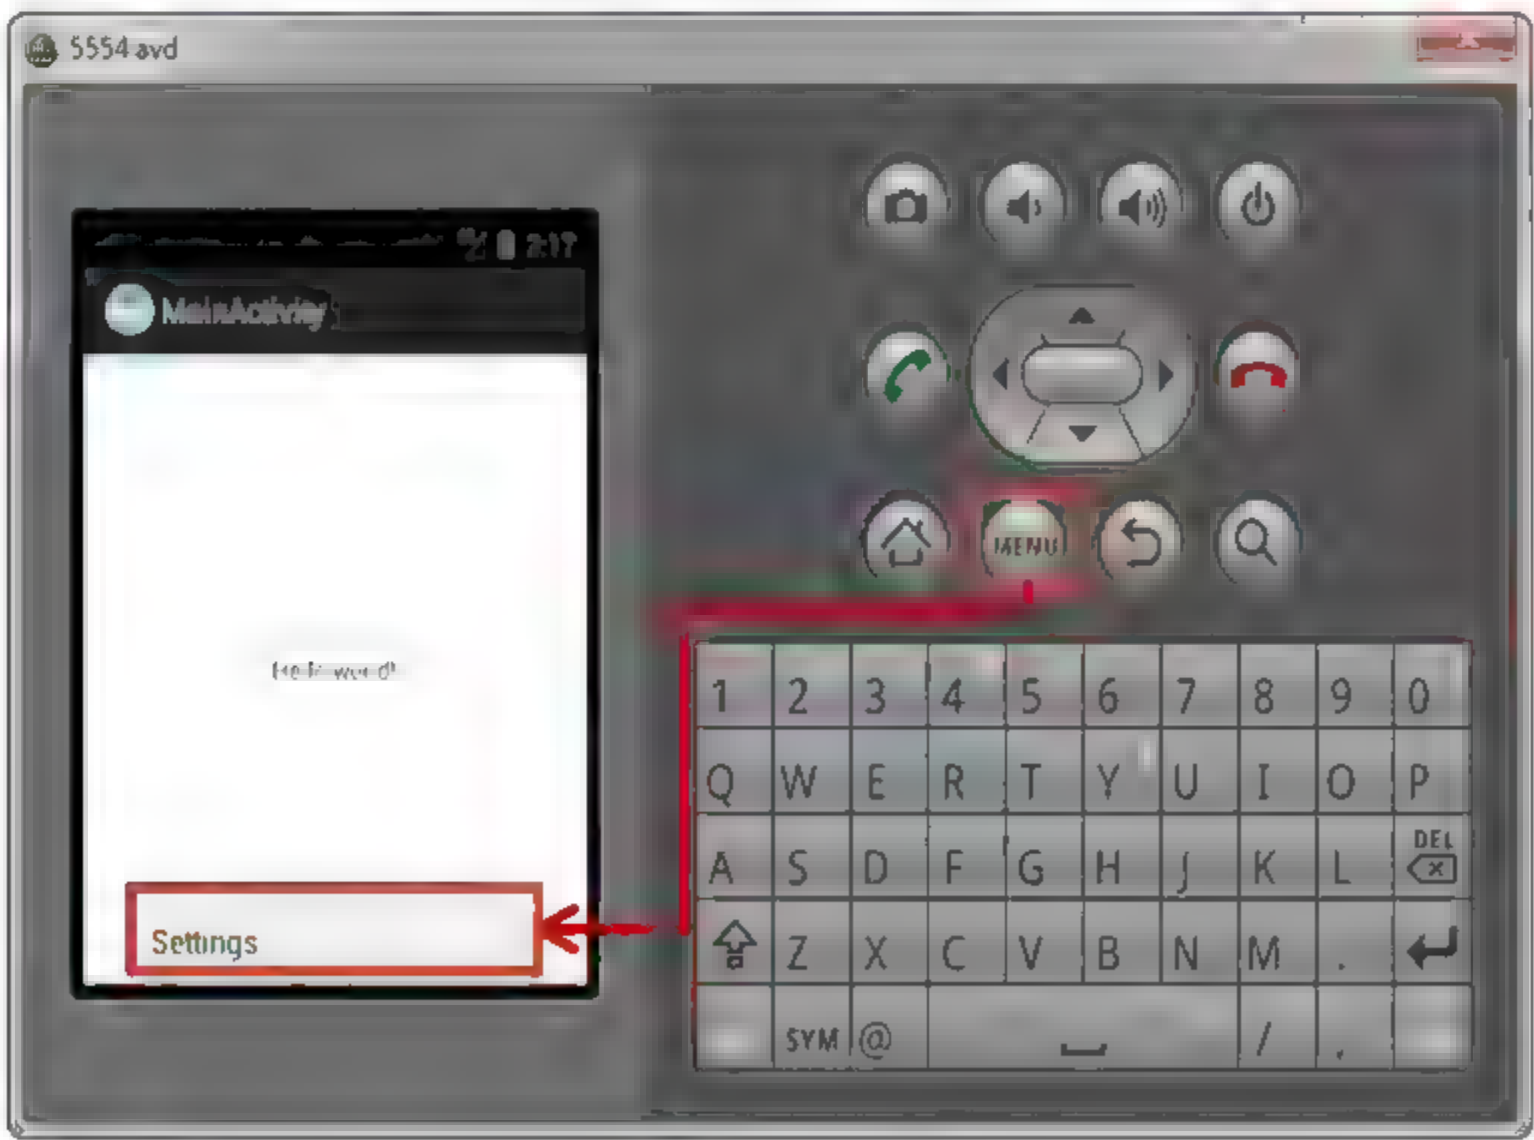 5554:avd
2:17
MainActivity
Settings
MENU
1 2 3 4 5 6 7 8 9 0
Q W E R T Y U I O P
A S D F G H J K L DEL
Z X C V B N M .
SYM @ / ,